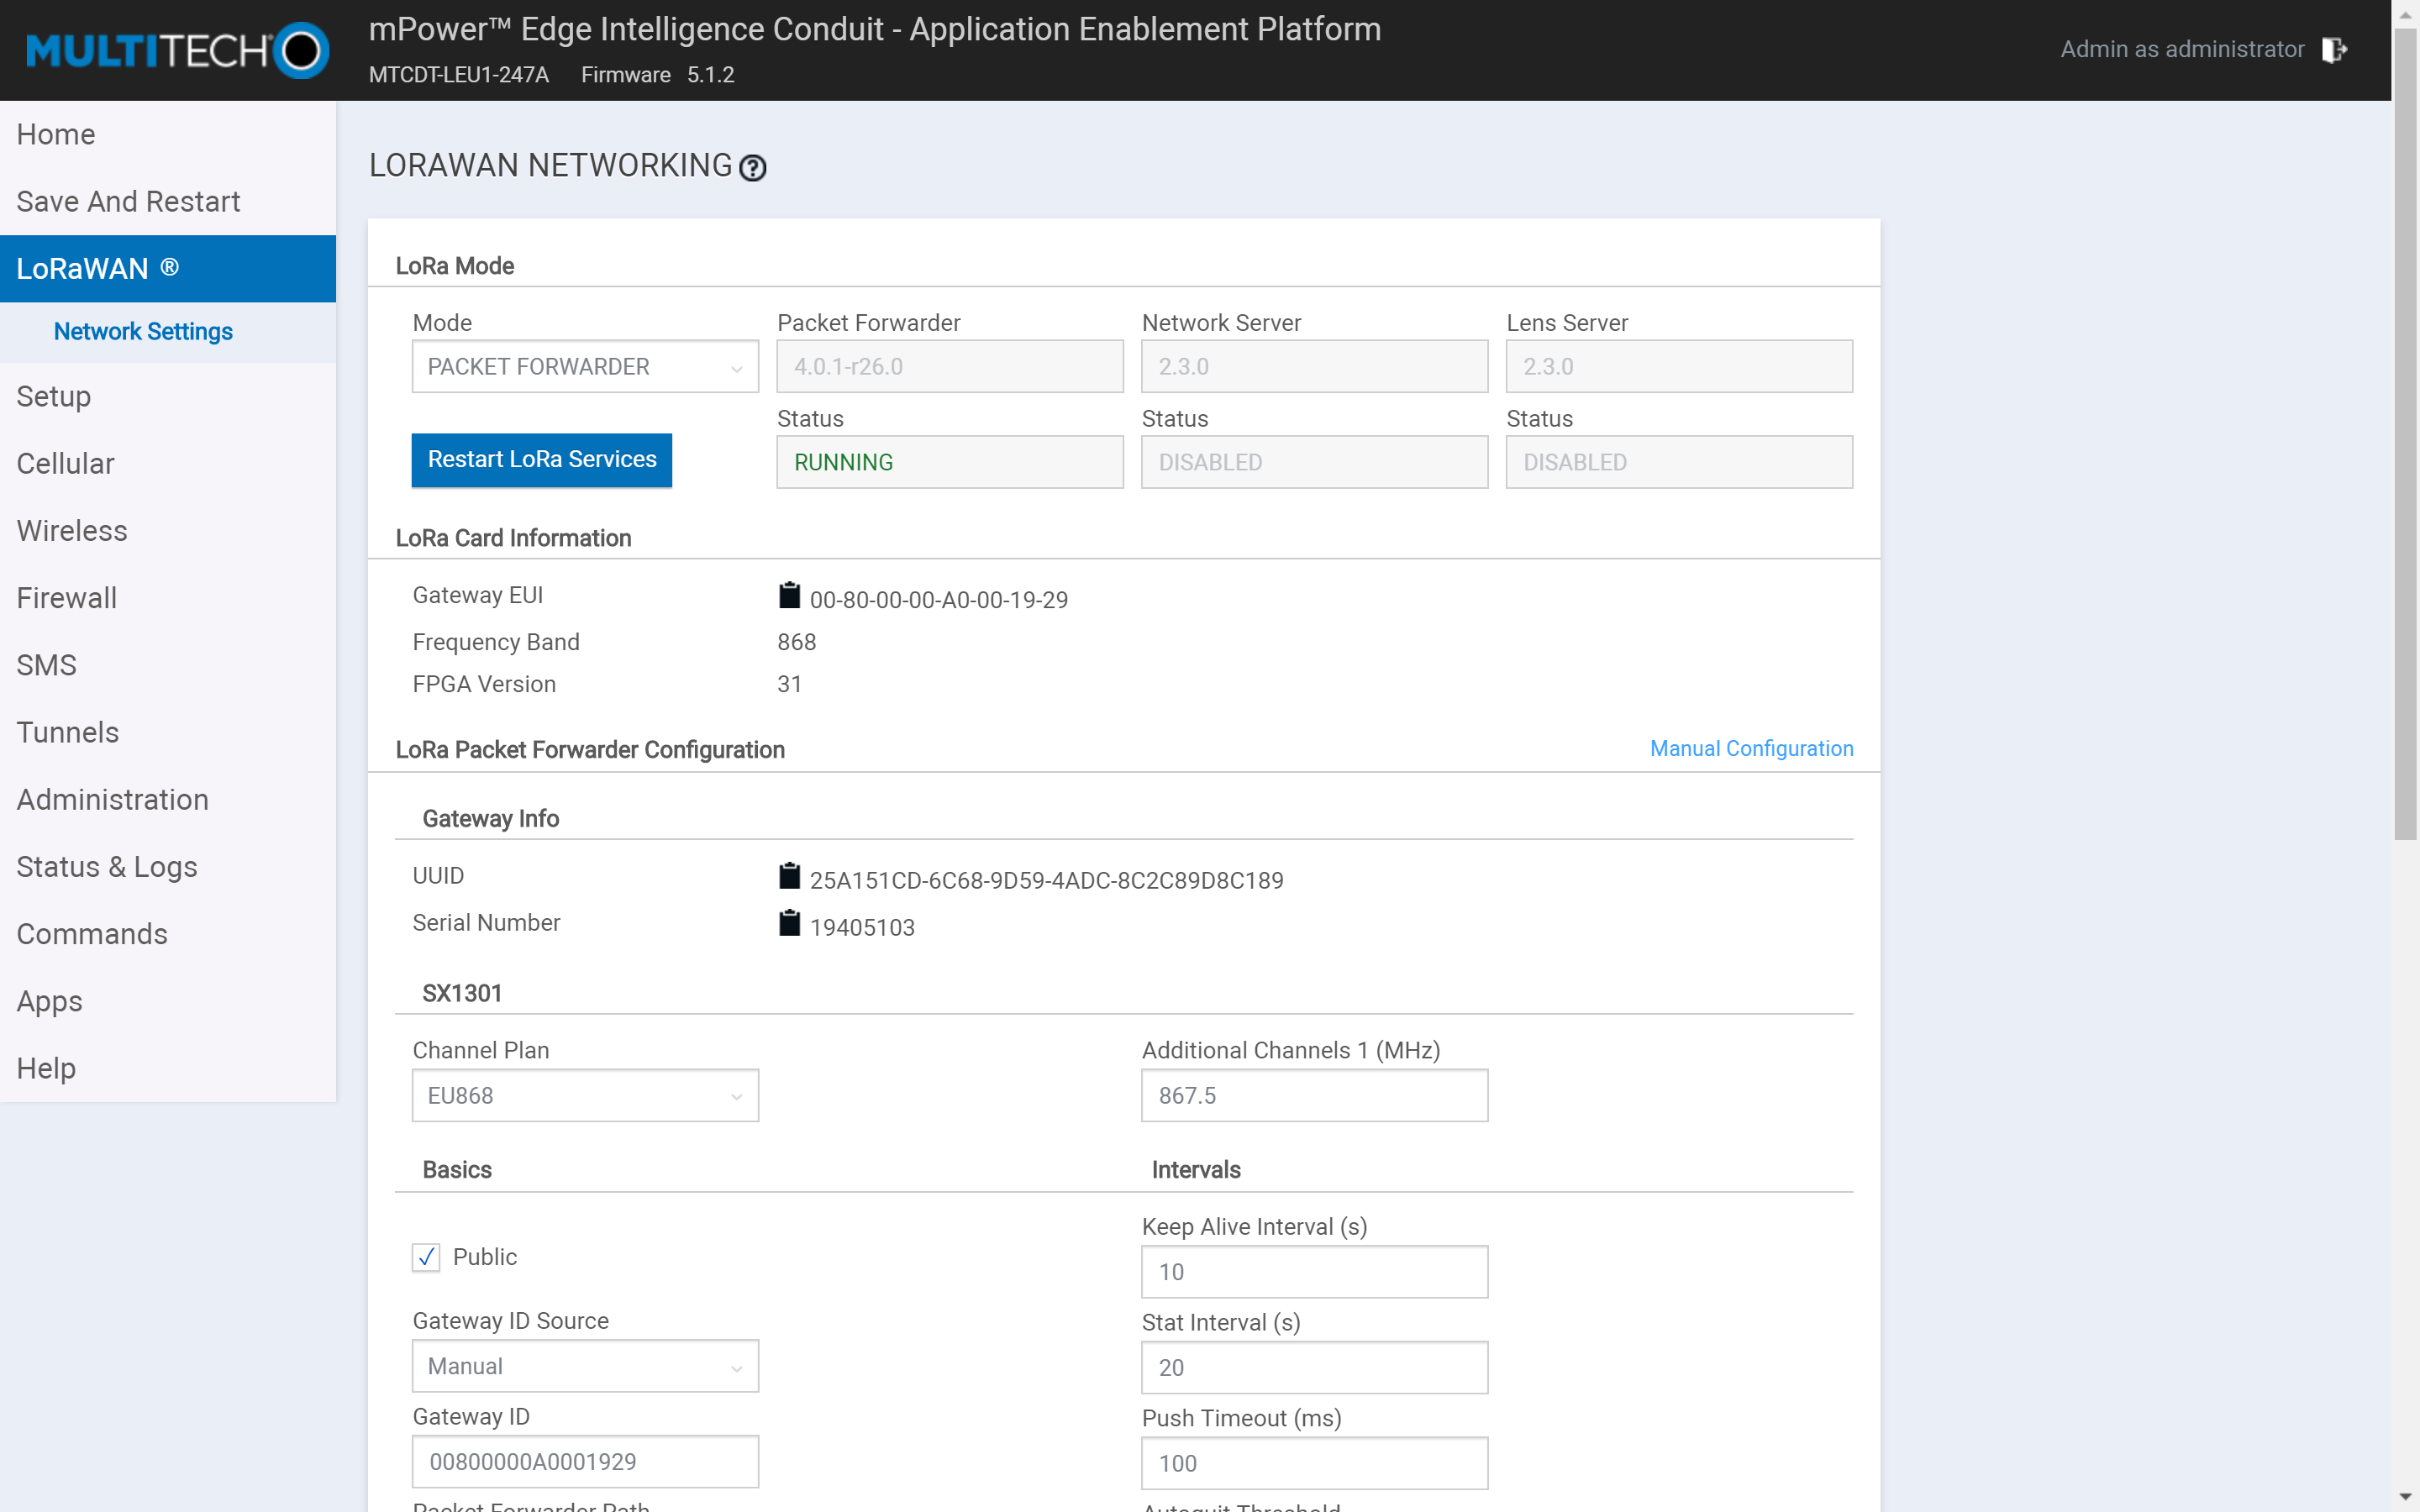 MULTITECH
mPower™ Edge Intelligence Conduit - Application Enablement Platform
MTCDT-LEU1-247A Firmware 5.1.2
Admin as administrator
Home
Save And Restart
LoRaWAN ®
Network Settings
Setup
Cellular
Wireless
Firewall
SMS
Tunnels
Administration
Status & Logs
Commands
Apps
Help
LORAWAN NETWORKING
LoRa Mode
Mode Packet Forwarder Network Server Lens Server
PACKET FORWARDER 4.0.1-r26.0 2.3.0 2.3.0
Status Status Status
Restart LoRa Services RUNNING DISABLED DISABLED
LoRa Card Information
Gateway EUI 00-80-00-00-A0-00-19-29
Frequency Band 868
FPGA Version 31
LoRa Packet Forwarder Configuration Manual Configuration
Gateway Info
UUID 25A151CD-6C68-9D59-4ADC-8C2C89D8C189
Serial Number 19405103
SX1301
Channel Plan Additional Channels 1 (MHz)
EU868 867.5
Basics Intervals
Keep Alive Interval (s)
Public 10
Gateway ID Source Stat Interval (s)
Manual 20
Gateway ID Push Timeout (ms)
00800000A0001929 100
Packet Forwarder Path Autoquit Threshold